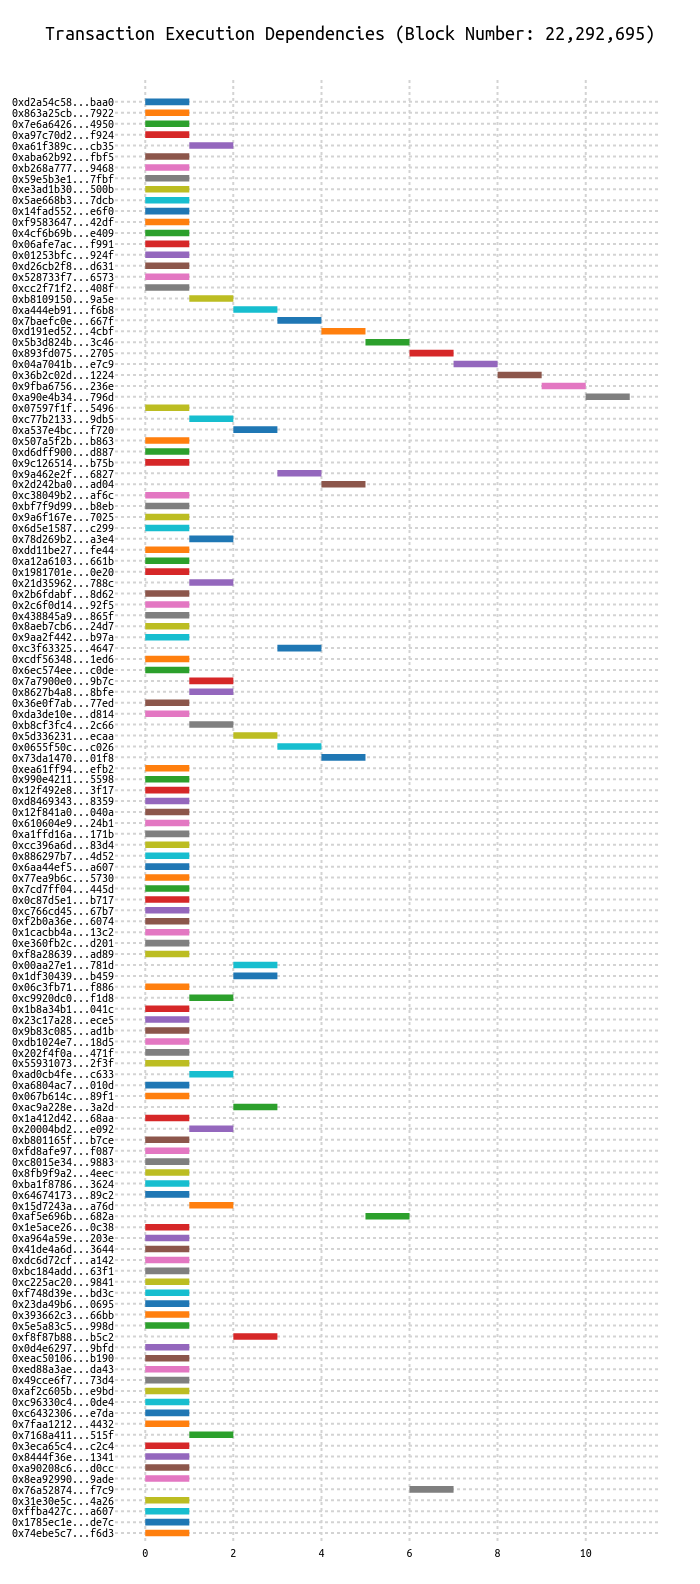 Transaction Execution Dependencies (Block Number: 22,292,695)
0xd2a54c58...baa0
0x863a25cb...7922
0x7e6a6426...4950
0xa97c70d2...f924
0xa61f389c...cb35
0xaba62b92...fbf5
0xb268a777...9468
0x59e5b3e1...7fbf
0xe3ad1b30...500b
0x5ae668b3...7dcb
0x14fad552...e6f0
0xf9583647...42df
0x4cf6b69b...e409
0x06afe7ac...f991
0x01253bfc...924f
0xd26cb2f8...d631
0x528733f7...6573
0xcc2f71f2...408f
0xb8109150...9a5e
0xa444eb91...f6b8
0x7baefc0e...667f
0xd191ed52...4cbf
0x5b3d824b...3c46
0x893fd075...2705
0x04a7041b...e7c9
0x36b2c02d...1224
0x9fba6756...236e
0xa90e4b34...796d
0x07597f1f...5496
0xc77b2133...9db5
0xa537e4bc...f720
0x507a5f2b...b863
0xd6dff900...d887
0x9c126514...b75b
0x9a462e2f...6827
0x2d242ba0...ad04
0xc38049b2...af6c
0xbf7f9d99...b8eb
0x9a6f167e...7025
0x6d5e1587...c299
0x78d269b2...a3e4
0xdd11be27...fe44
0xa12a6103...661b
0x1981701e...0e20
0x21d35962...788c
0x2b6fdabf...8d62
0x2c6f0d14...92f5
0x438845a9...865f
0x8aeb7cb6...24d7
0x9aa2f442...b97a
0xc3f63325...4647
0xcdf56348...1ed6
0x6ec574ee...c0de
0x7a7900e0...9b7c
0x8627b4a8...8bfe
0x36e0f7ab...77ed
0xda3de10e...d814
0xb8cf3fc4...2c66
0x5d336231...ecaa
0x0655f50c...c026
0x73da1470...01f8
0xea61ff94...efb2
0x990e4211...5598
0x12f492e8...3f17
0xd8469343...8359
0x12f841a0...040a
0x610604e9...24b1
0xa1ffd16a...171b
0xcc396a6d...83d4
0x886297b7...4d52
0x6aa44ef5...a607
0x77ea9b6c...5730
0x7cd7ff04...445d
0x0c87d5e1...b717
0xc766cd45...67b7
0xf2b0a36e...6074
0x1cacbb4a...13c2
0xe360fb2c...d201
0xf8a28639...ad89
0x00aa27e1...781d
0x1df30439...b459
0x06c3fb71...f886
0xc9920dc0...f1d8
0x1b8a34b1...041c
0x23c17a28...ece5
0x9b83c085...ad1b
0xdb1024e7...18d5
0x202f4f0a...471f
0x55931073...2f3f
0xad0cb4fe...c633
0xa6804ac7...010d
0x067b614c...89f1
0xac9a228e...3a2d
0x1a412d42...68aa
0x20004bd2...e092
0xb801165f...b7ce
0xfd8afe97...f087
0xc8015e34...9883
0x8fb9f9a2...4eec
0xba1f8786...3624
0x64674173...89c2
0x15d7243a...a76d
0xaf5e696b...682a
0x1e5ace26...0c38
0xa964a59e...203e
0x41de4a6d...3644
0xdc6d72cf...a142
0xbc184add...63f1
0xc225ac20...9841
0xf748d39e...bd3c
0x23da49b6...0695
0x393662c3...66bb
0x5e5a83c5...998d
0xf8f87b88...b5c2
0x0d4e6297...9bfd
0xeac50106...b190
0xed88a3ae...da43
0x49cce6f7...73d4
0xaf2c605b...e9bd
0xc96330c4...0de4
0xc6432306...e7da
0x7faa1212...4432
0x7168a411...515f
0x3eca65c4...c2c4
0x8444f36e...1341
0xa90208c6...d0cc
0x8ea92990...9ade
0x76a52874...f7c9
0x31e30e5c...4a26
0xffba427c...a607
0x1785ec1e...de7c
0x74ebe5c7...f6d3
0 2 4 6 8 10